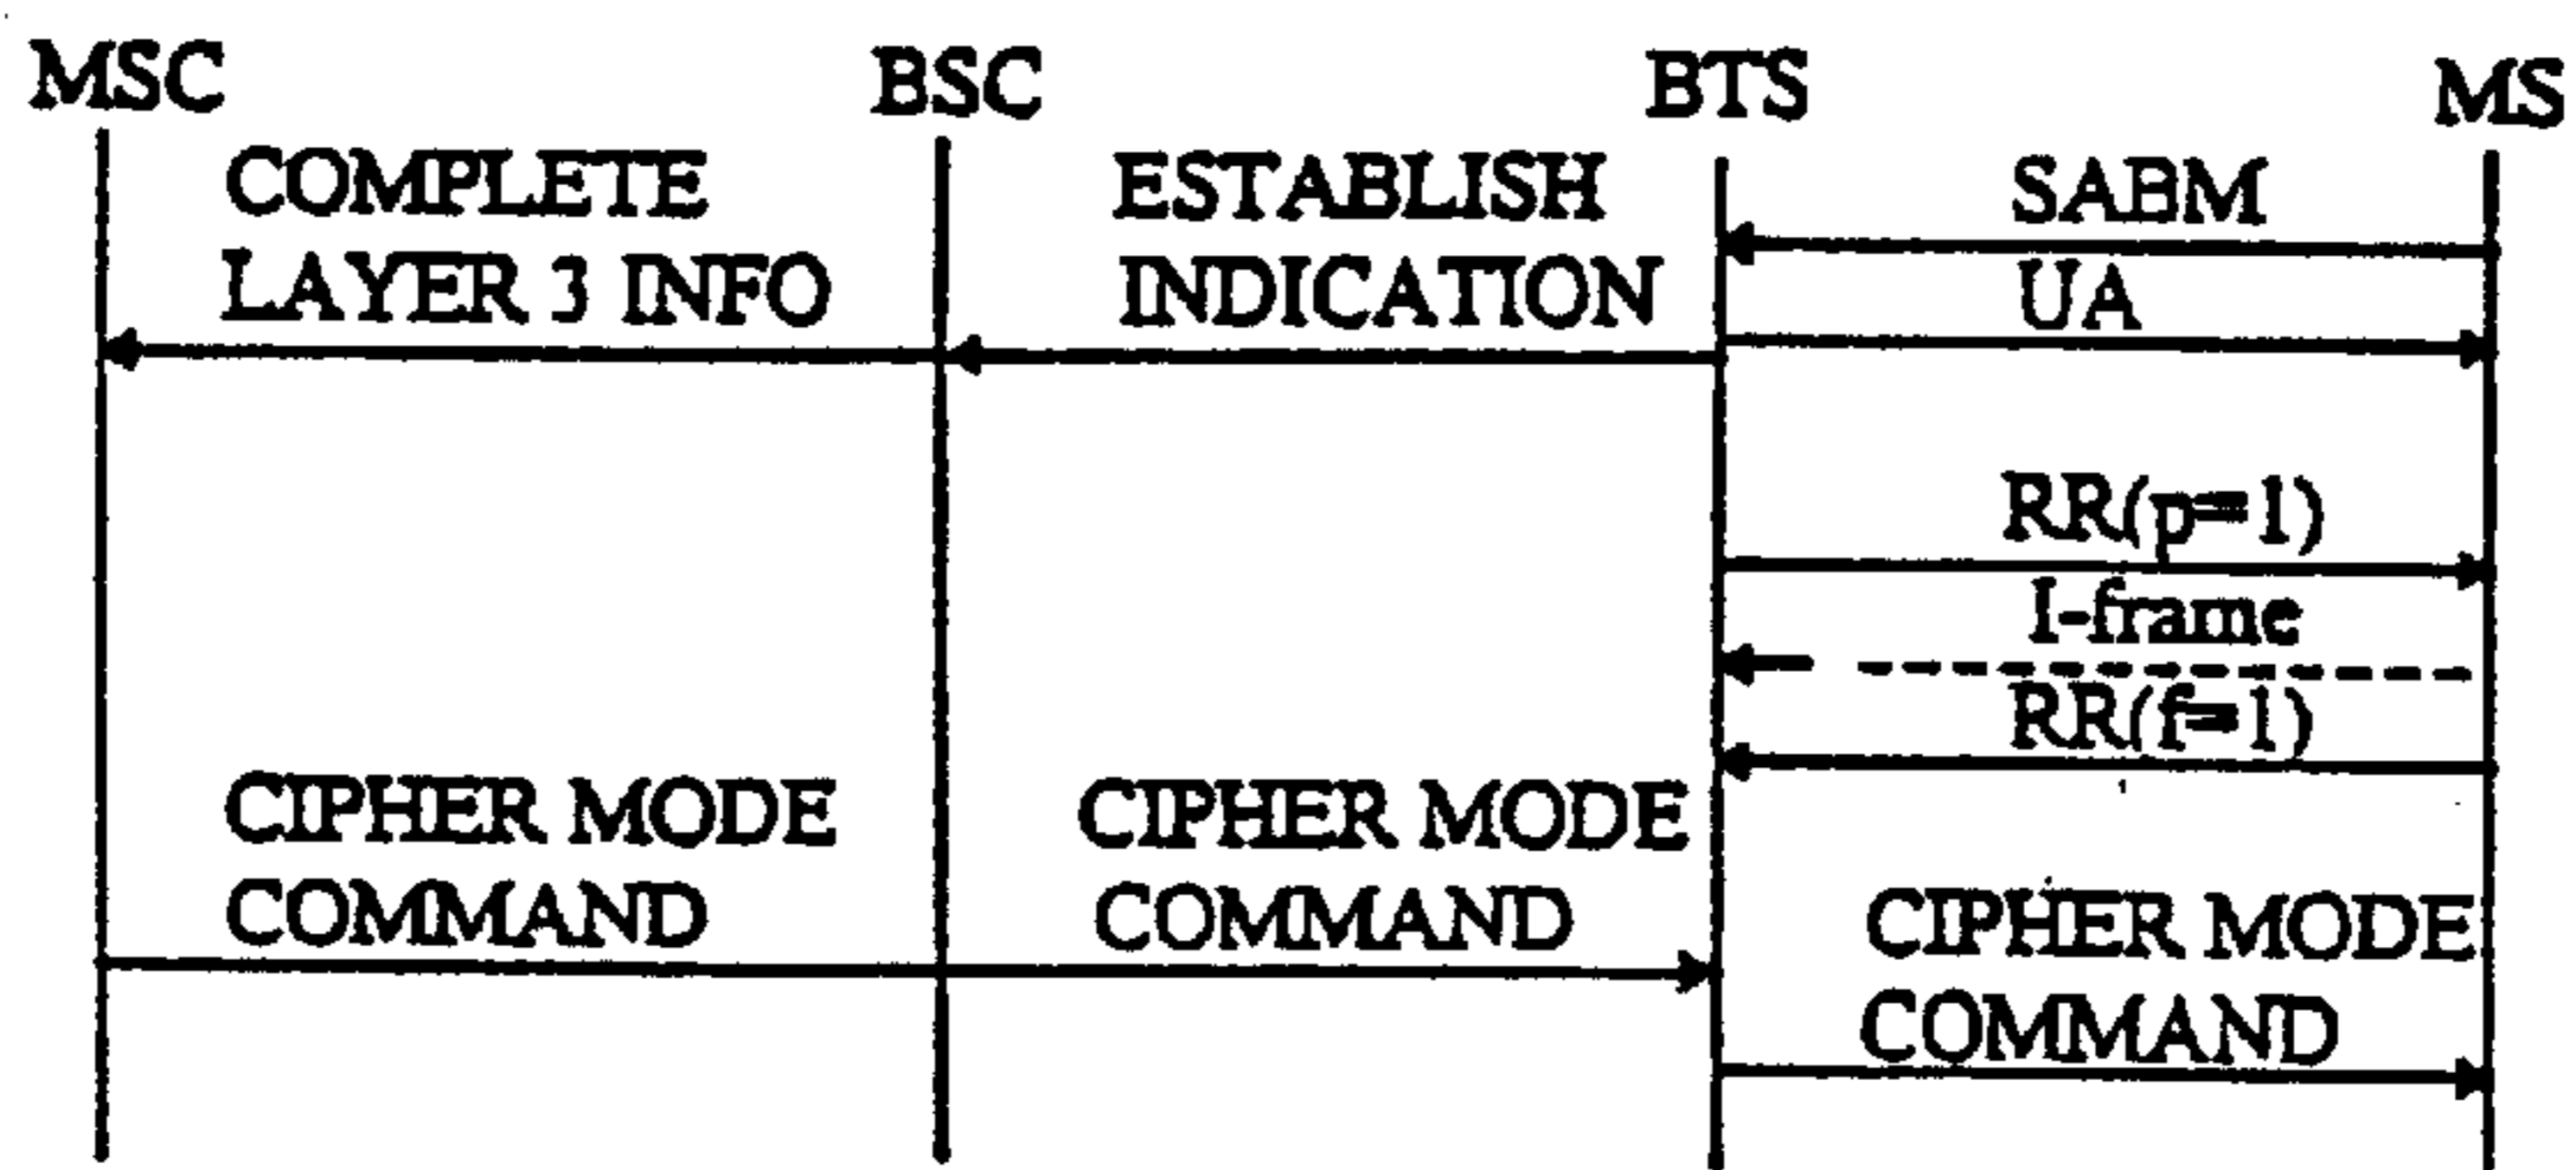 MSC BSC BTS MS
COMPLETE ESTABLISH SABM
LAYER 3 INFO INDICATION UA
RR(p=1)
I-frame
RR(f=1)
CIPHER MODE CIPHER MODE
COMMAND COMMAND CIPHER MODE
COMMAND